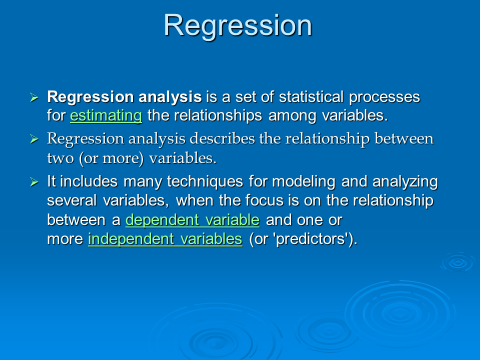 Regression
Regression analysis is a set of statistical processes
for estimating the relationships among variables.
Regression analysis describes the relationship between
two (or more) variables.
It includes many techniques for modeling and analyzing
several variables, when the focus is on the relationship
between a dependent variable and one or
more independent variables (or 'predictors').